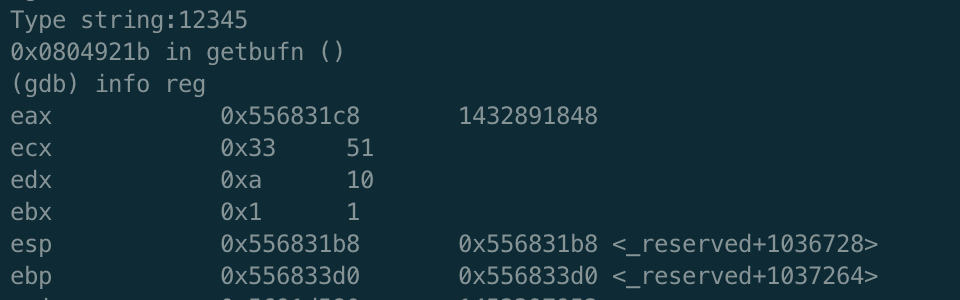 Type string:12345
0x0804921b in getbufn ()
(gdb) info reg
eax 0x556831c8 1432891848
ecx 0x33 51
edx 0xa 10
ebx 0x1 1
esp 0x556831b8 0x556831b8 <_reserved+1036728>
ebp 0x556833d0 0x556833d0 <_reserved+1037264>